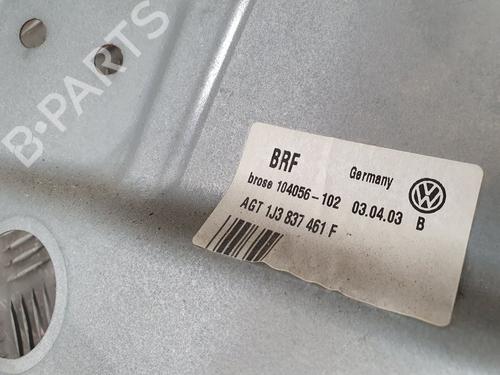 B-PARTS
BRF Germany
brose 104056-102 03.04.03 B
AGT 1J3 837 461 F